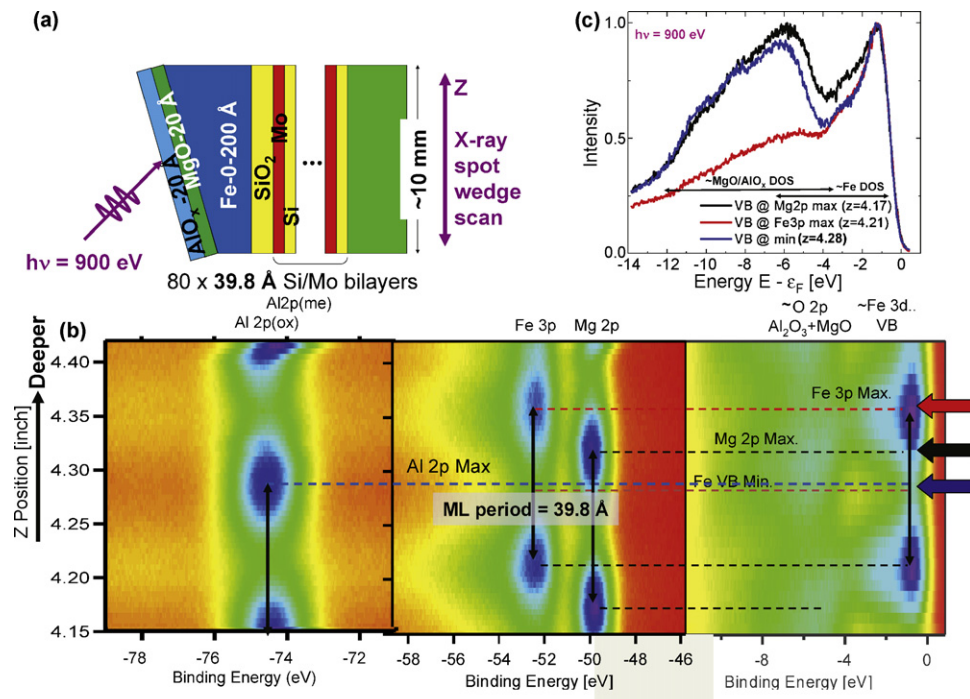 (a)
AlOx -20 Å
MgO-20 Å
Fe-0-200 Å
SiO2
Mo
Si
...
~10 mm
Z
X-ray
spot
wedge
scan
hν = 900 eV
80 x 39.8 Å Si/Mo bilayers
(c)
hν = 900 eV
1.0
0.5
0.0
Intensity
~MgO/AlOx DOS
~Fe DOS
VB @ Mg2p max (z=4.17)
VB @ Fe3p max (z=4.21)
VB @ min (z=4.28)
-14 -12 -10 -8 -6 -4 -2 0
Energy E - εF [eV]
(b)
Al2p(me)
Al 2p(ox)
Fe 3p Mg 2p
~O 2p
Al2O3+MgO
~Fe 3d..
VB
Deeper
Z Position [inch]
4.40
4.35
4.30
4.25
4.20
4.15
Fe 3p Max.
Mg 2p Max.
Al 2p Max
Fe VB Min.
ML period = 39.8 Å
-78 -76 -74 -72
Binding Energy (eV)
-58 -56 -54 -52 -50 -48 -46
Binding Energy [eV]
-8 -4 0
Binding Energy [eV]